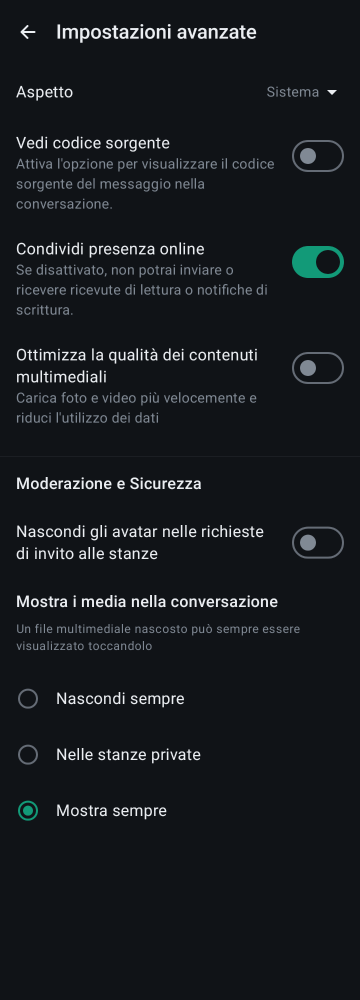 Impostazioni avanzate
Aspetto
Sistema
Vedi codice sorgente
Attiva l'opzione per visualizzare il codice
sorgente del messaggio nella
conversazione.
Condividi presenza online
Se disattivato, non potrai inviare o
ricevere ricevute di lettura o notifiche di
scrittura.
Ottimizza la qualità dei contenuti
multimediali
Carica foto e video più velocemente e
riduci l'utilizzo dei dati
Moderazione e Sicurezza
Nascondi gli avatar nelle richieste
di invito alle stanze
Mostra i media nella conversazione
Un file multimediale nascosto può sempre essere
visualizzato toccandolo
Nascondi sempre
Nelle stanze private
Mostra sempre